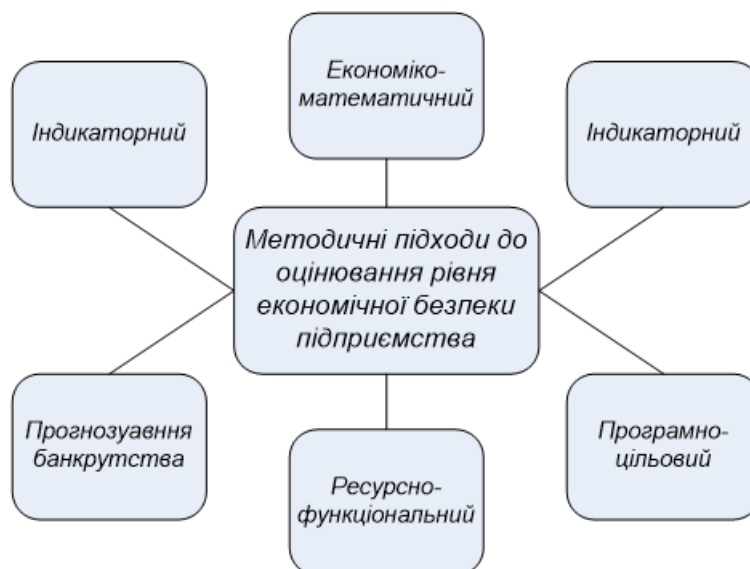 Економіко-
математичний
Індикаторний
Індикаторний
Методичні підходи до
оцінювання рівня
економічної безпеки
підприємства
Прогнозуавння
банкрутства
Програмно-
цільовий
Ресурсно-
функціональний